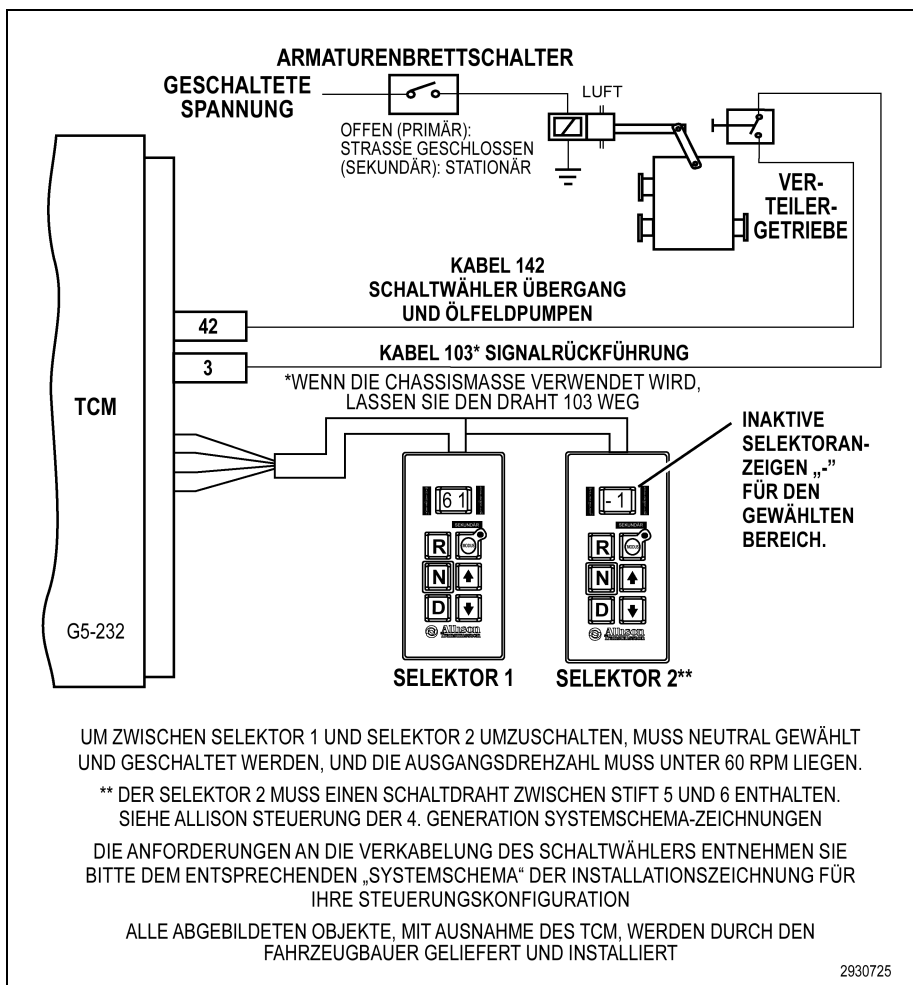 ARMATURENBRETTSCHALTER
GESCHALTETE
SPANNUNG
LUFT
OFFEN (PRIMÄR):
STRASSE GESCHLOSSEN
(SEKUNDÄR): STATIONÄR
VER-
TEILER-
GETRIEBE
KABEL 142
SCHALTWÄHLER ÜBERGANG
UND ÖLFELDPUMPEN
42
KABEL 103* SIGNALRÜCKFÜHRUNG
3
*WENN DIE CHASSISMASSE VERWENDET WIRD,
LASSEN SIE DEN DRAHT 103 WEG
TCM
INAKTIVE
SELEKTORAN-
ZEIGEN „-”
FÜR DEN
GEWÄHLTEN
BEREICH.
6 1
SEKUNDÄR
R MODUS
N
D
Allison
Transmission
- 1
SEKUNDÄR
R MODUS
N
D
Allison
Transmission
G5-232
SELEKTOR 1
SELEKTOR 2**
UM ZWISCHEN SELEKTOR 1 UND SELEKTOR 2 UMZUSCHALTEN, MUSS NEUTRAL GEWÄHLT
UND GESCHALTET WERDEN, UND DIE AUSGANGSDREHZAHL MUSS UNTER 60 RPM LIEGEN.
** DER SELEKTOR 2 MUSS EINEN SCHALTDRAHT ZWISCHEN STIFT 5 UND 6 ENTHALTEN.
SIEHE ALLISON STEUERUNG DER 4. GENERATION SYSTEMSCHEMA-ZEICHNUNGEN
DIE ANFORDERUNGEN AN DIE VERKABELUNG DES SCHALTWÄHLERS ENTNEHMEN SIE
BITTE DEM ENTSPRECHENDEN „SYSTEMSCHEMA“ DER INSTALLATIONSZEICHNUNG FÜR
IHRE STEUERUNGSKONFIGURATION
ALLE ABGEBILDETEN OBJEKTE, MIT AUSNAHME DES TCM, WERDEN DURCH DEN
FAHRZEUGBAUER GELIEFERT UND INSTALLIERT
2930725